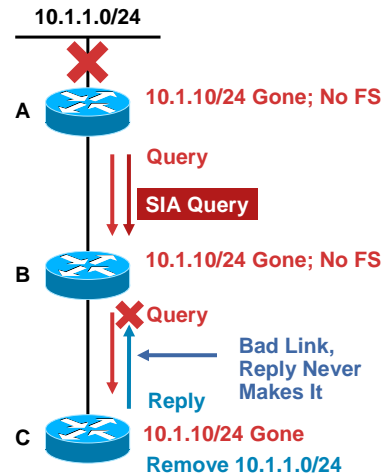 10.1.1.0/24
A
10.1.10/24 Gone; No FS
Query
SIA Query
B
10.1.10/24 Gone; No FS
Query
Bad Link,
Reply Never
Makes It
Reply
C
10.1.10/24 Gone
Remove 10.1.1.0/24